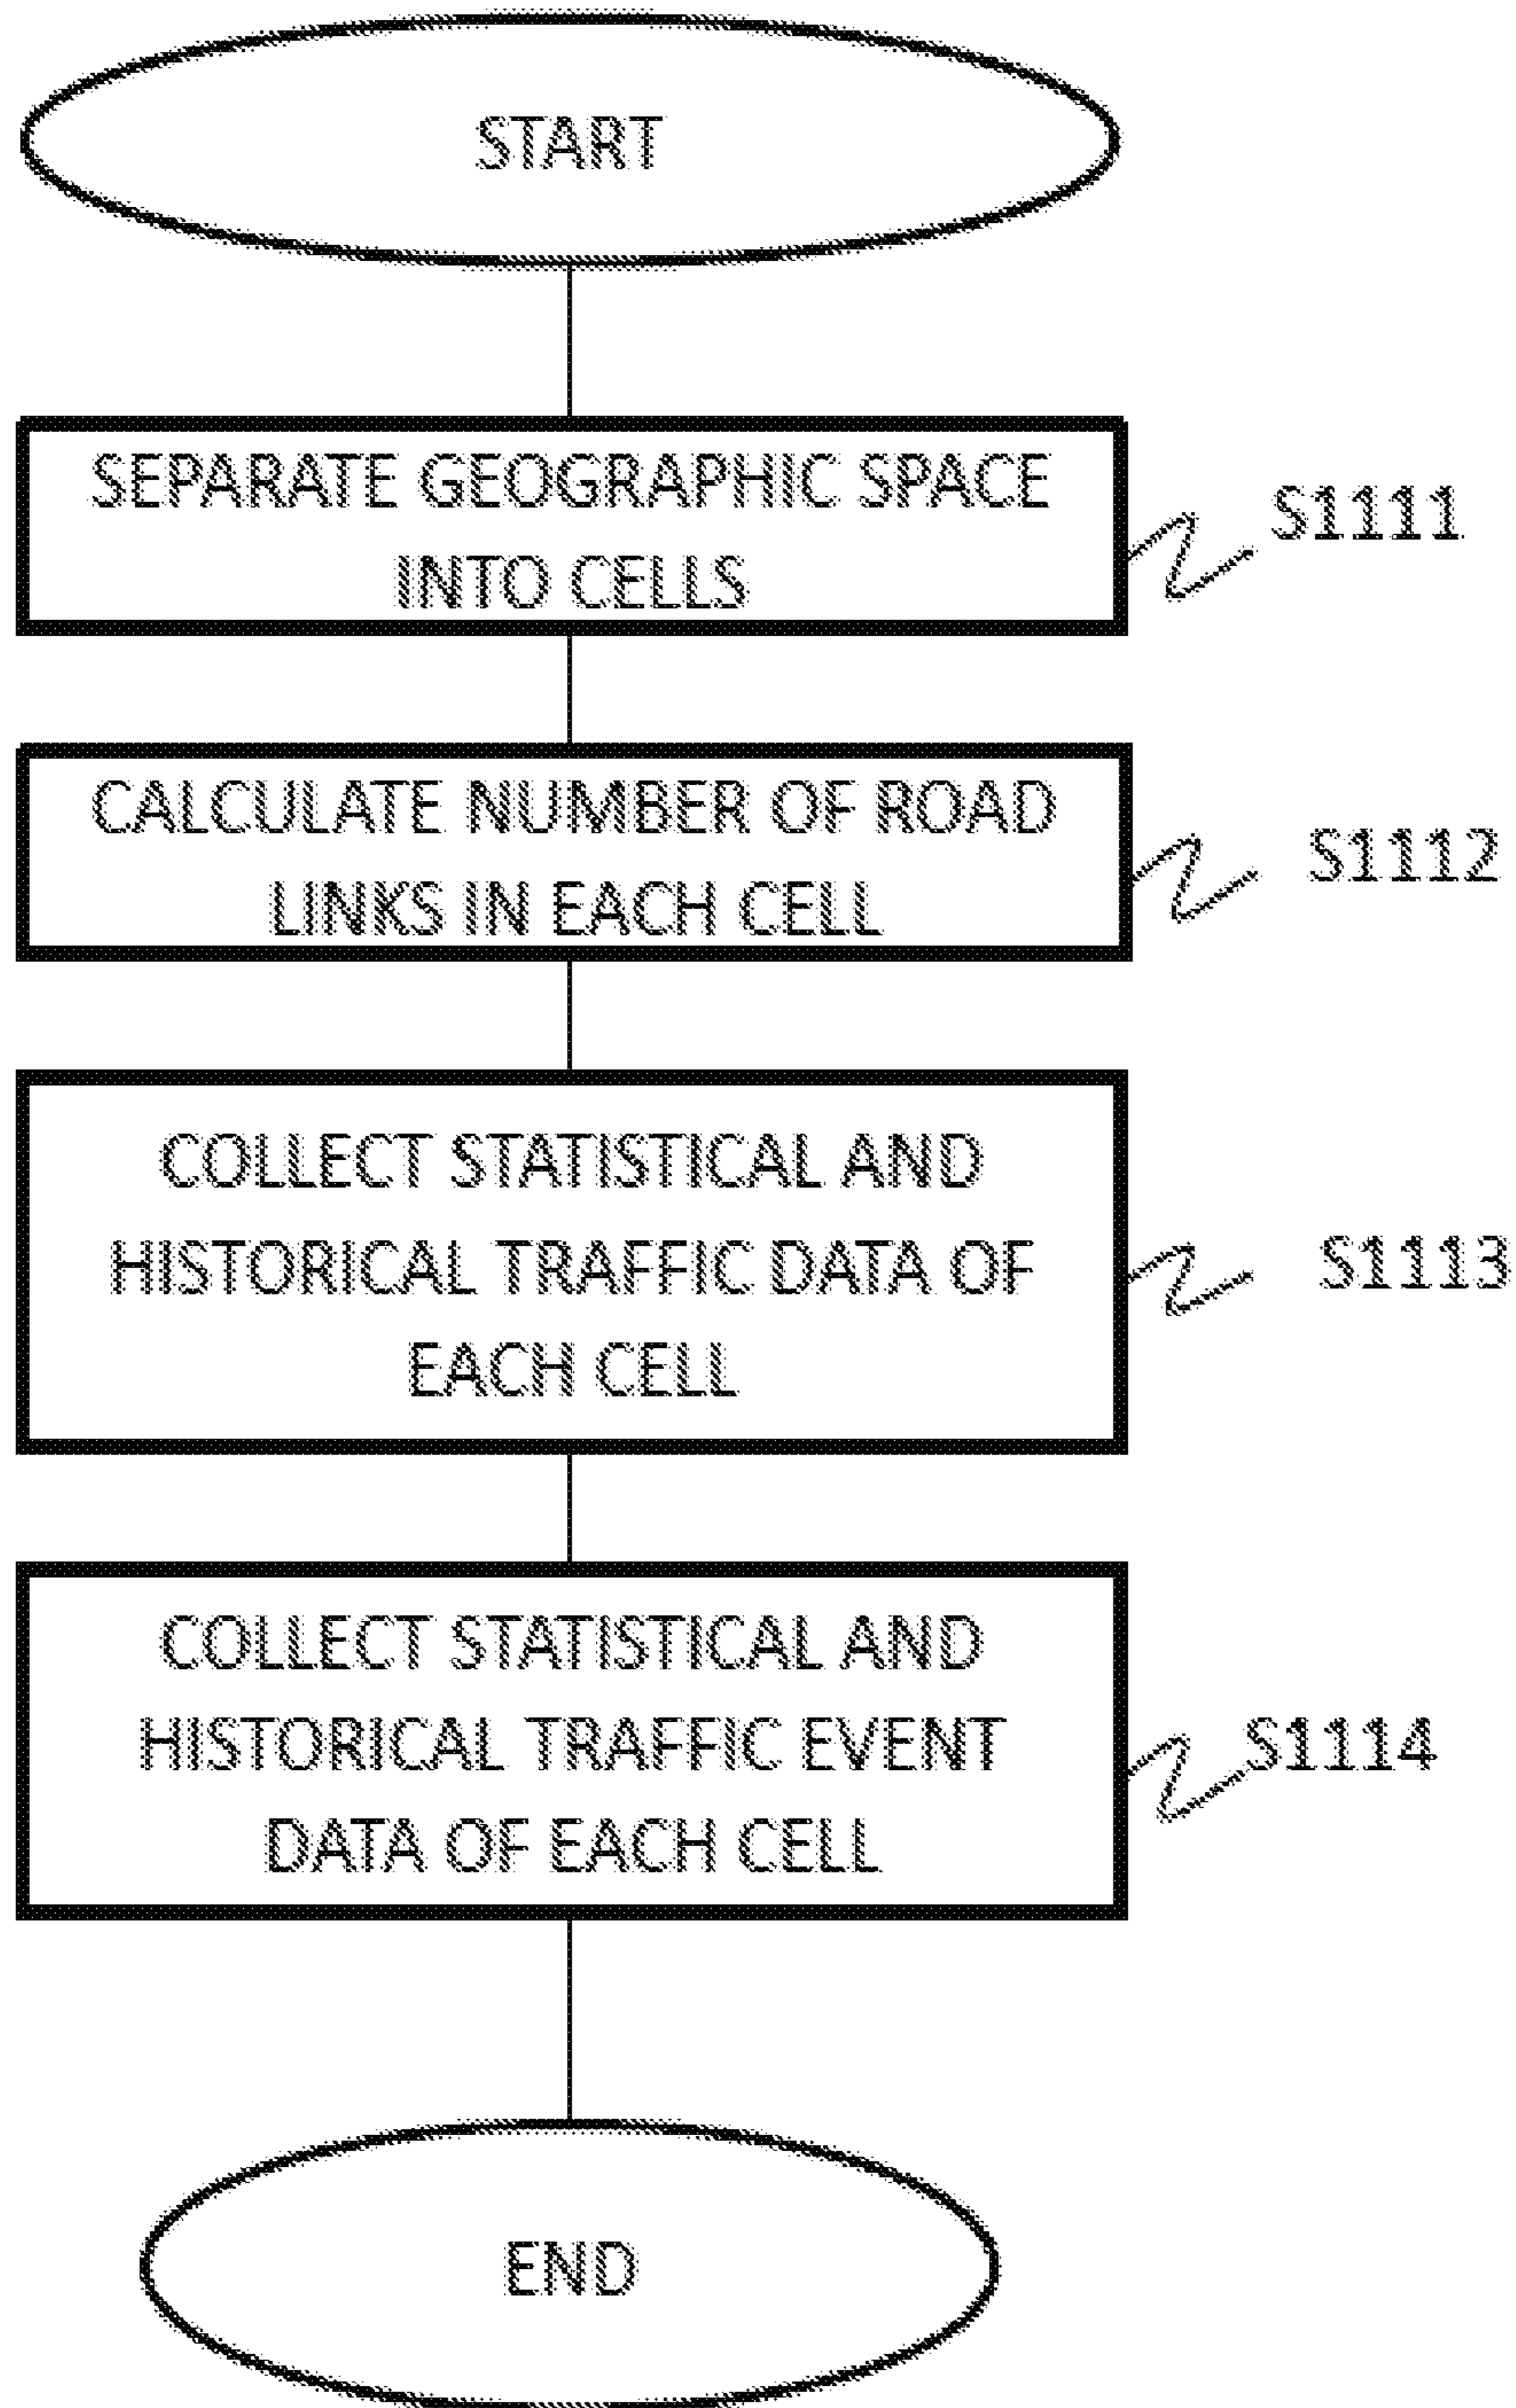 START
SEPARATE GEOGRAPHIC SPACE
INTO CELLS
S1111
CALCULATE NUMBER OF ROAD
LINKS IN EACH CELL
S1112
COLLECT STATISTICAL AND
HISTORICAL TRAFFIC DATA OF
EACH CELL
S1113
COLLECT STATISTICAL AND
HISTORICAL TRAFFIC EVENT
DATA OF EACH CELL
S1114
END